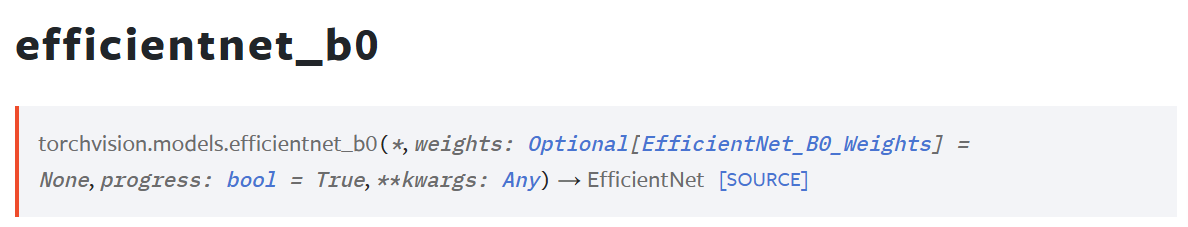 efficientnet_b0
torchvision.models.efficientnet_b0(*, weights: Optional[EfficientNet_B0_Weights] =
None, progress: bool = True, **kwargs: Any) → EfficientNet [SOURCE]